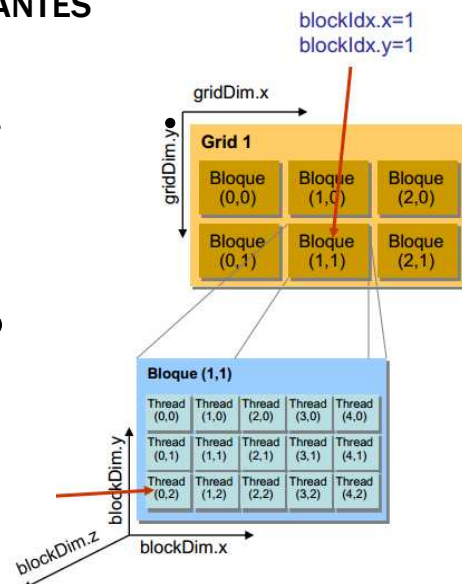 ANTES
blockIdx.x=1
blockIdx.y=1
gridDim.x
gridDim.y
Grid 1
Bloque Bloque Bloque
(0,0) (1,0) (2,0)
Bloque Bloque Bloque
(0,1) (1,1) (2,1)
Bloque (1,1)
Thread Thread Thread Thread Thread
(0,0) (1,0) (2,0) (3,0) (4,0)
Thread Thread Thread Thread Thread
(0,1) (1,1) (2,1) (3,1) (4,1)
Thread Thread Thread Thread Thread
(0,2) (1,2) (2,2) (3,2) (4,2)
blockDim.y
blockDim.z
blockDim.x